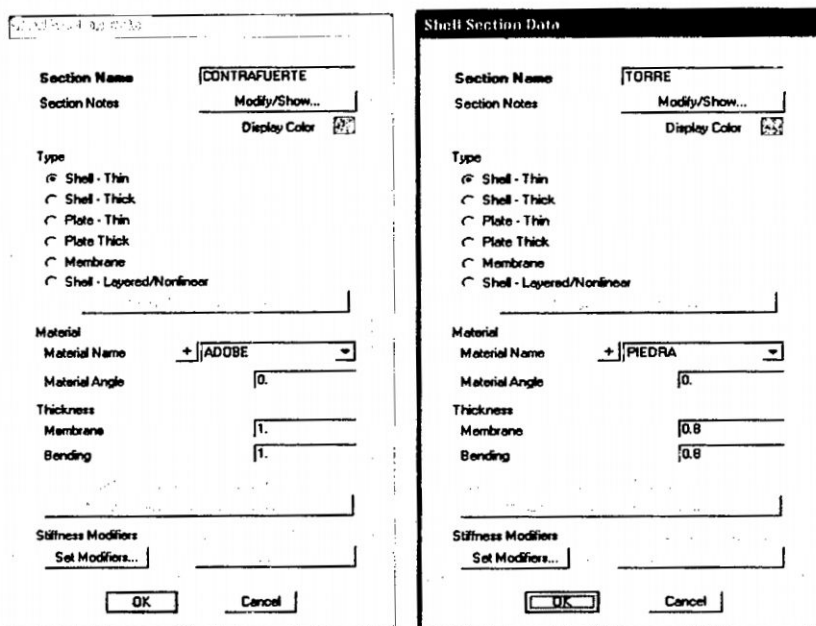 Section Name CONTRAFUERTE
Section Notes Modify/Show...
Display Color
Type
Shell - Thin
Shell - Thick
Plate - Thin
Plate Thick
Membrane
Shell - Layered/Nonlinear
Material
Material Name + ADOBE
Material Angle 0.
Thickness
Membrane 1.
Bending 1.
Stiffness Modifiers
Set Modifiers...
OK Cancel
Shell Section Data
Section Name TORRE
Section Notes Modify/Show...
Display Color
Type
Shell - Thin
Shell - Thick
Plate - Thin
Plate Thick
Membrane
Shell - Layered/Nonlinear
Material
Material Name + PIEDRA
Material Angle 0.
Thickness
Membrane 0.8
Bending 0.8
Stiffness Modifiers
Set Modifiers...
OK Cancel